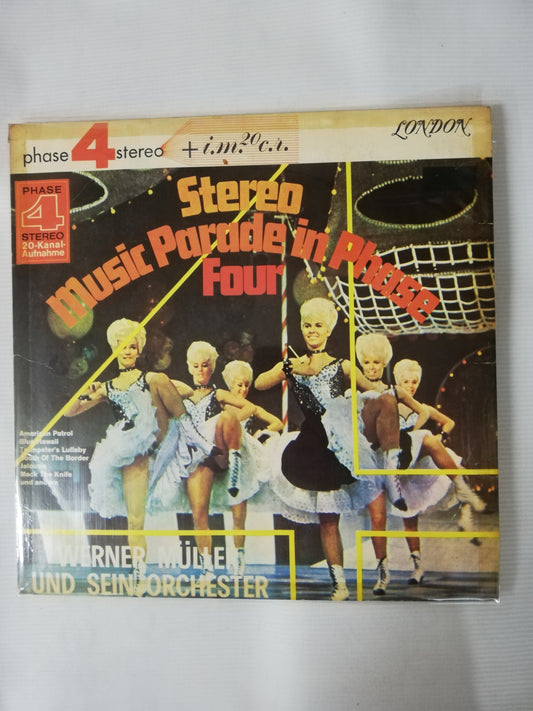 phase 4 stereo + i.m.20 c.r. LONDON
PHASE
4
STEREO
20-Kanal-
Aufnahme
Stereo
Music Parade in Phase
Four
American Patrol
Blue Hawaii
Trumpeter's Lullaby
South Of The Border
Jalousie
Mack The Knife
und andere
WERNER MÜLLER
UND SEIN ORCHESTER